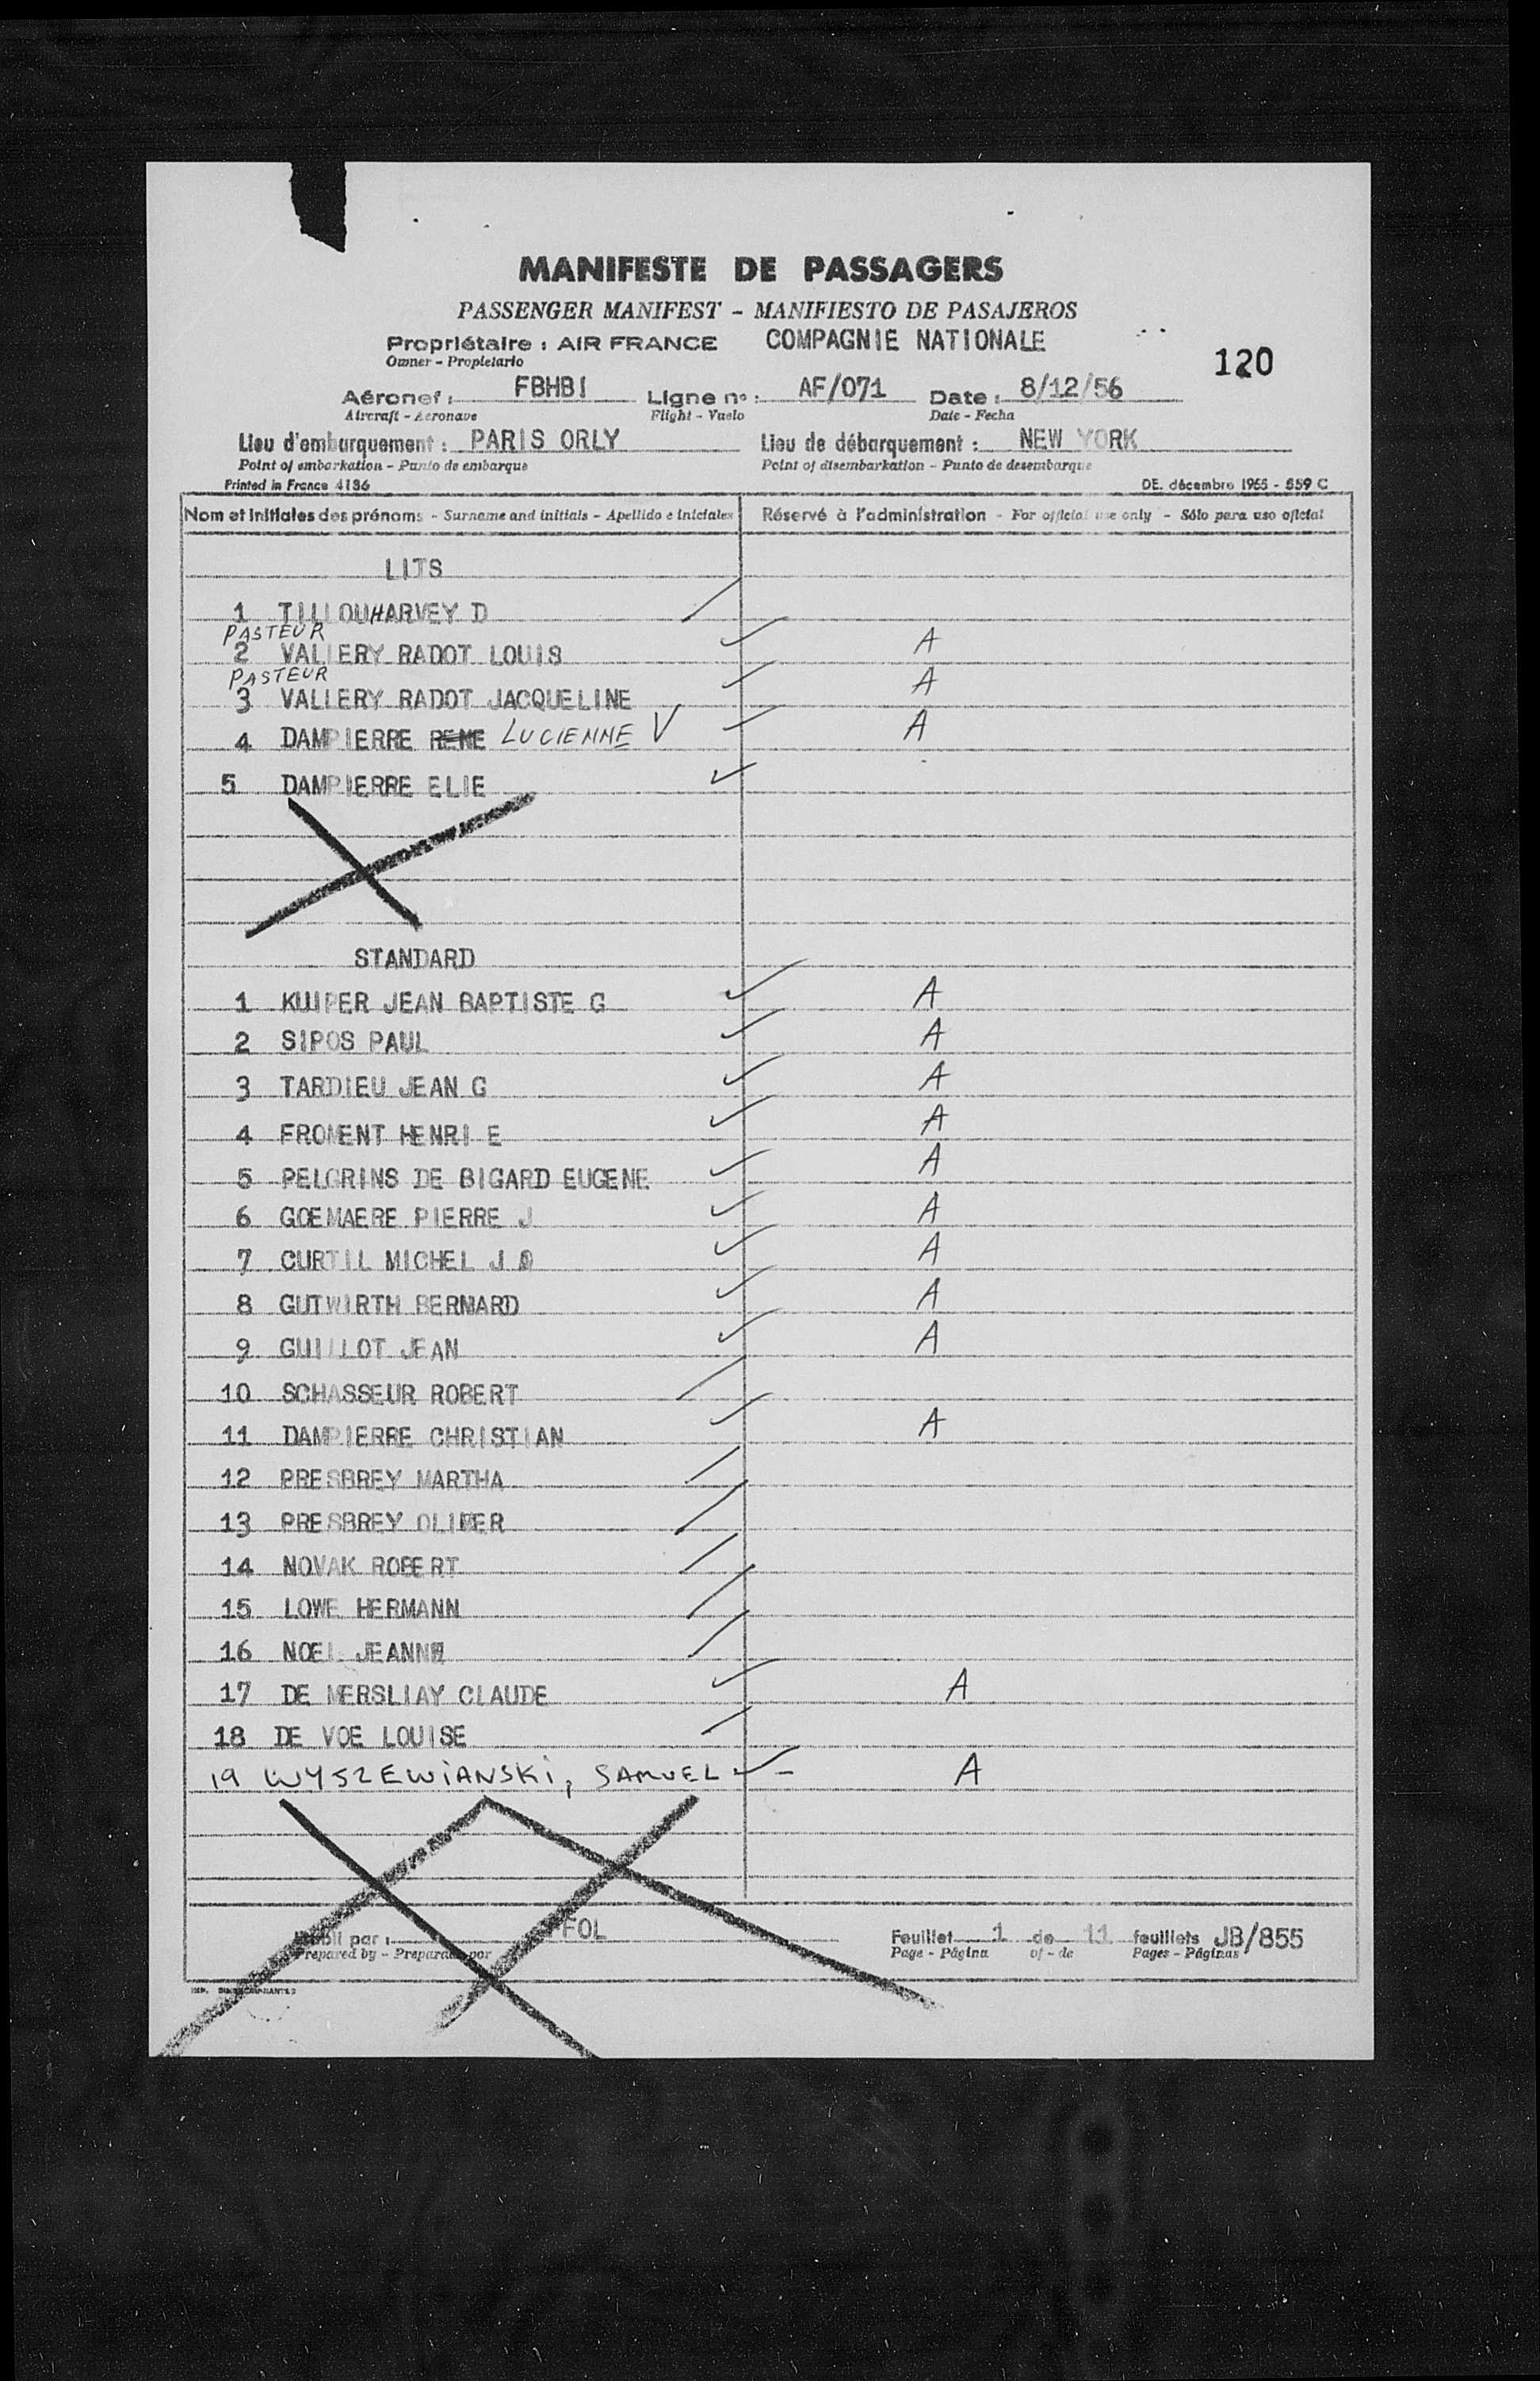 MANIFESTE DE PASSAGERS
PASSENGER MANIFEST - MANIFIESTO DE PASAJEROS
Propriétaire : AIR FRANCE COMPAGNIE NATIONALE
Owner - Propietario
120
Aéronef : FBHBI Ligne n° : AF/071 Date : 8/12/56
Aircraft - Aeronave Flight - Vuelo Date - Fecha
Lieu d'embarquement : PARIS ORLY Lieu de débarquement : NEW YORK
Point of embarkation - Punto de embarque Point of disembarkation - Punto de desembarque
Printed in France 4186 DE. décembre 1955 - 559 C
Nom et initiales des prénoms - Surname and initials - Apellido e iniciales Réservé à l'administration - For official use only - Sólo para uso oficial
LITS
1 TILLOUHARVEY D
PASTEUR
2 VALLERY RADOT LOUIS A
PASTEUR
3 VALLERY RADOT JACQUELINE A
4 DAMPIERRE RENE LUCIENNE V A
5 DAMPIERRE ELIE
STANDARD
1 KUIPER JEAN BAPTISTE G A
2 SIPOS PAUL A
3 TARDIEU JEAN G A
4 FROMENT HENRI E A
5 PELGRINS DE BIGARD EUGENE A
6 GOEMAERE PIERRE J A
7 CURTIL MICHEL J A
8 GUTWIRTH BERNARD A
9 GUILLOT JEAN A
10 SCHASSEUR ROBERT
11 DAMPIERRE CHRISTIAN A
12 PRESBREY MARTHA
13 PRESBREY
14 NOVAK ROBERT
15 LOWE HERMANN
16 NOEL
17 DE MERSLIAY CLAUDE A
18 DE VOE LOUISE
19 WYSZEWIANSKI, SAMUEL - A
par : FOL Feuillet 1 de 11 feuillets JB/855
Prepared by - Preparado por Page - Página of - de Pages - Páginas